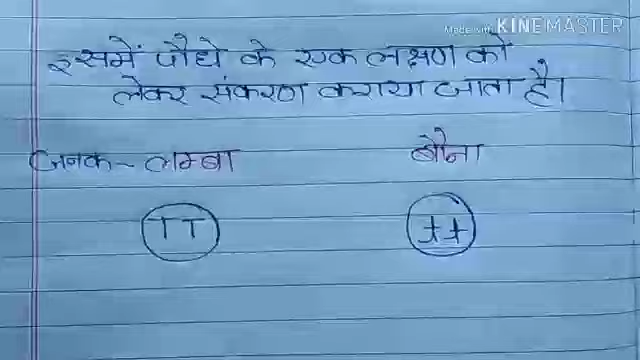 Made with KINEMASTER
इसमें पौधे के एक लक्षण को
लेकर संकरण कराया जाता है।
जनक - लम्बा बौना
TT tt